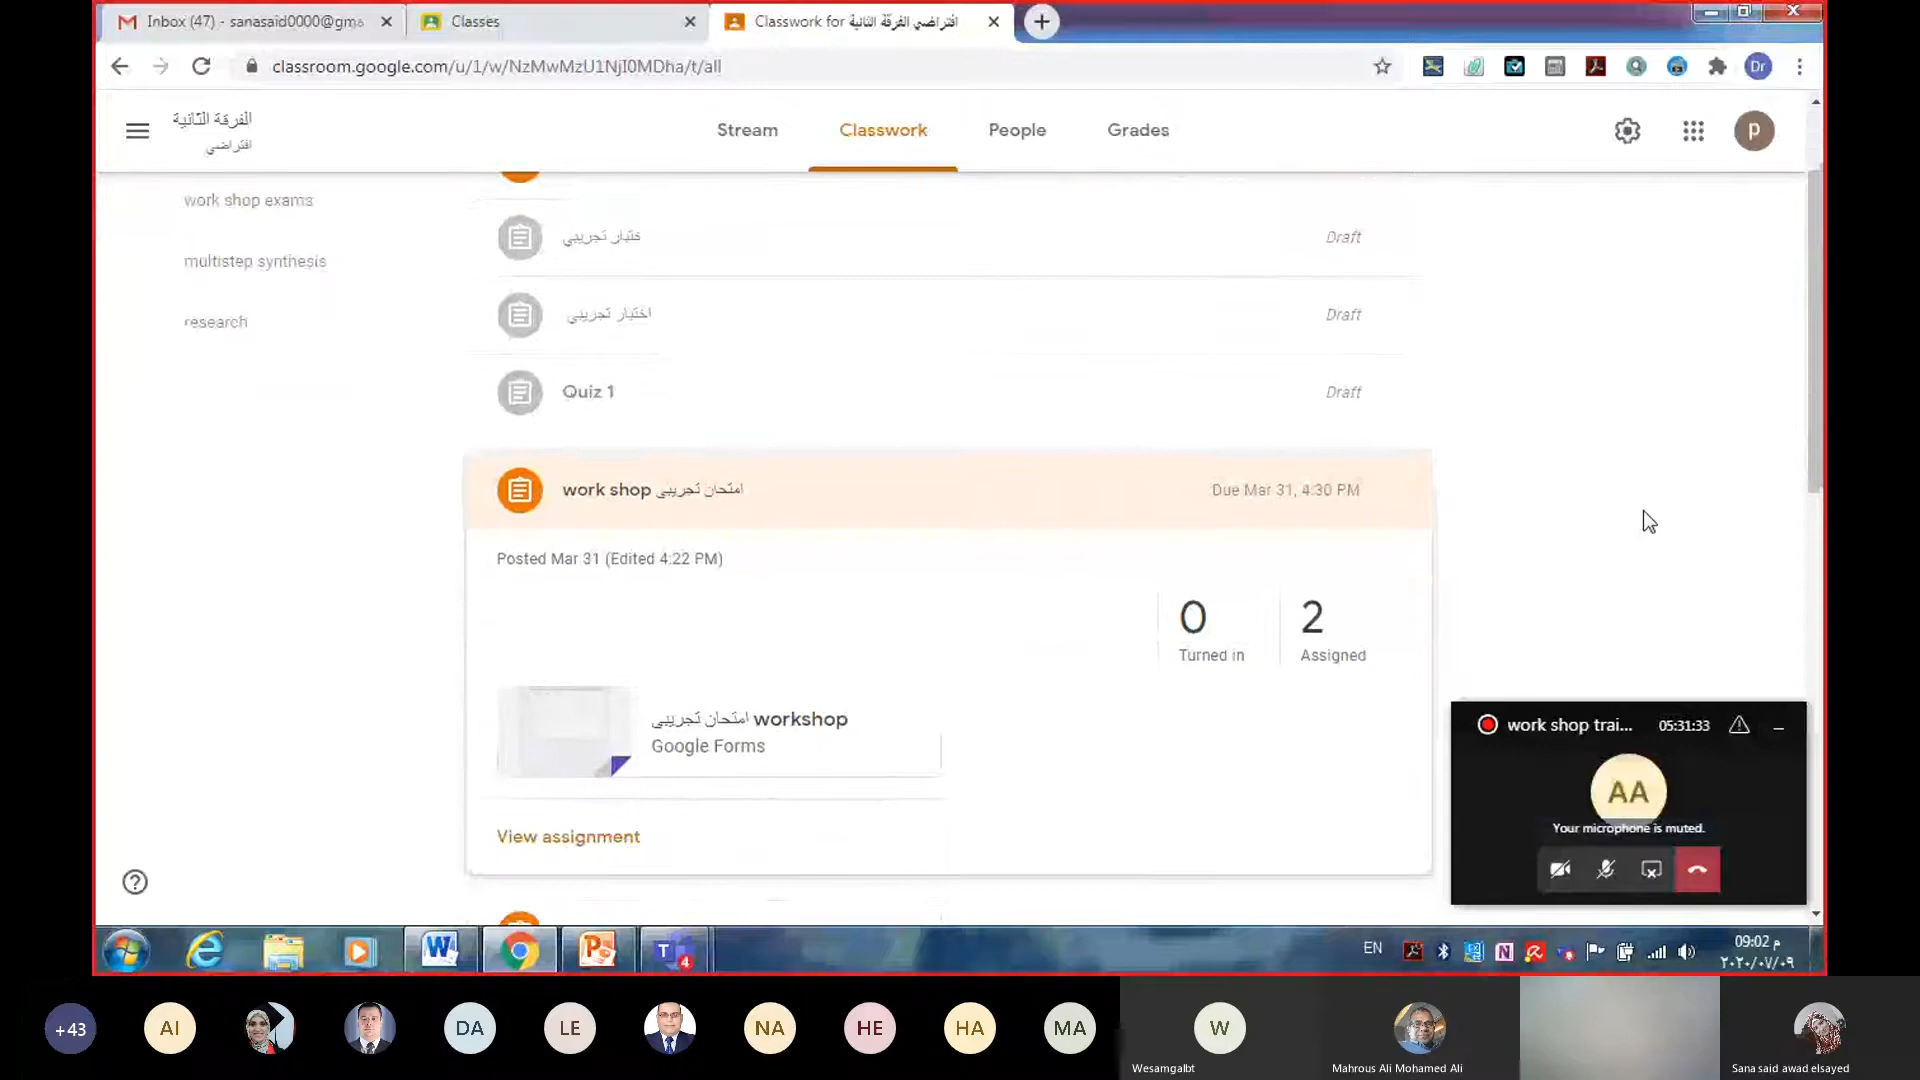 Inbox (47) - sanasaid0000@gma
Classes
Classwork for افتراضي الفرقة الثانية
classroom.google.com/u/1/w/NzMwMzU1NjI0MDha/t/all
Dr
الفرقة الثانية
افتراضي
Stream
Classwork
People
Grades
p
work shop exams
multistep synthesis
research
ختبار تجريبي
Draft
اختبار تجريبي
Draft
Quiz 1
Draft
work shop امتحان تجريبى
Due Mar 31, 4:30 PM
Posted Mar 31 (Edited 4:22 PM)
0
Turned in
2
Assigned
امتحان تجريبى workshop
Google Forms
View assignment
work shop trai...
05:31:33
AA
Your microphone is muted.
EN
09:02 م
٢٠٢٠/٠٧/٠٩
4
+43
AI
DA
LE
NA
HE
HA
MA
W
Wesamgalbt
Mahrous Ali Mohamed Ali
Sana said awad elsayed